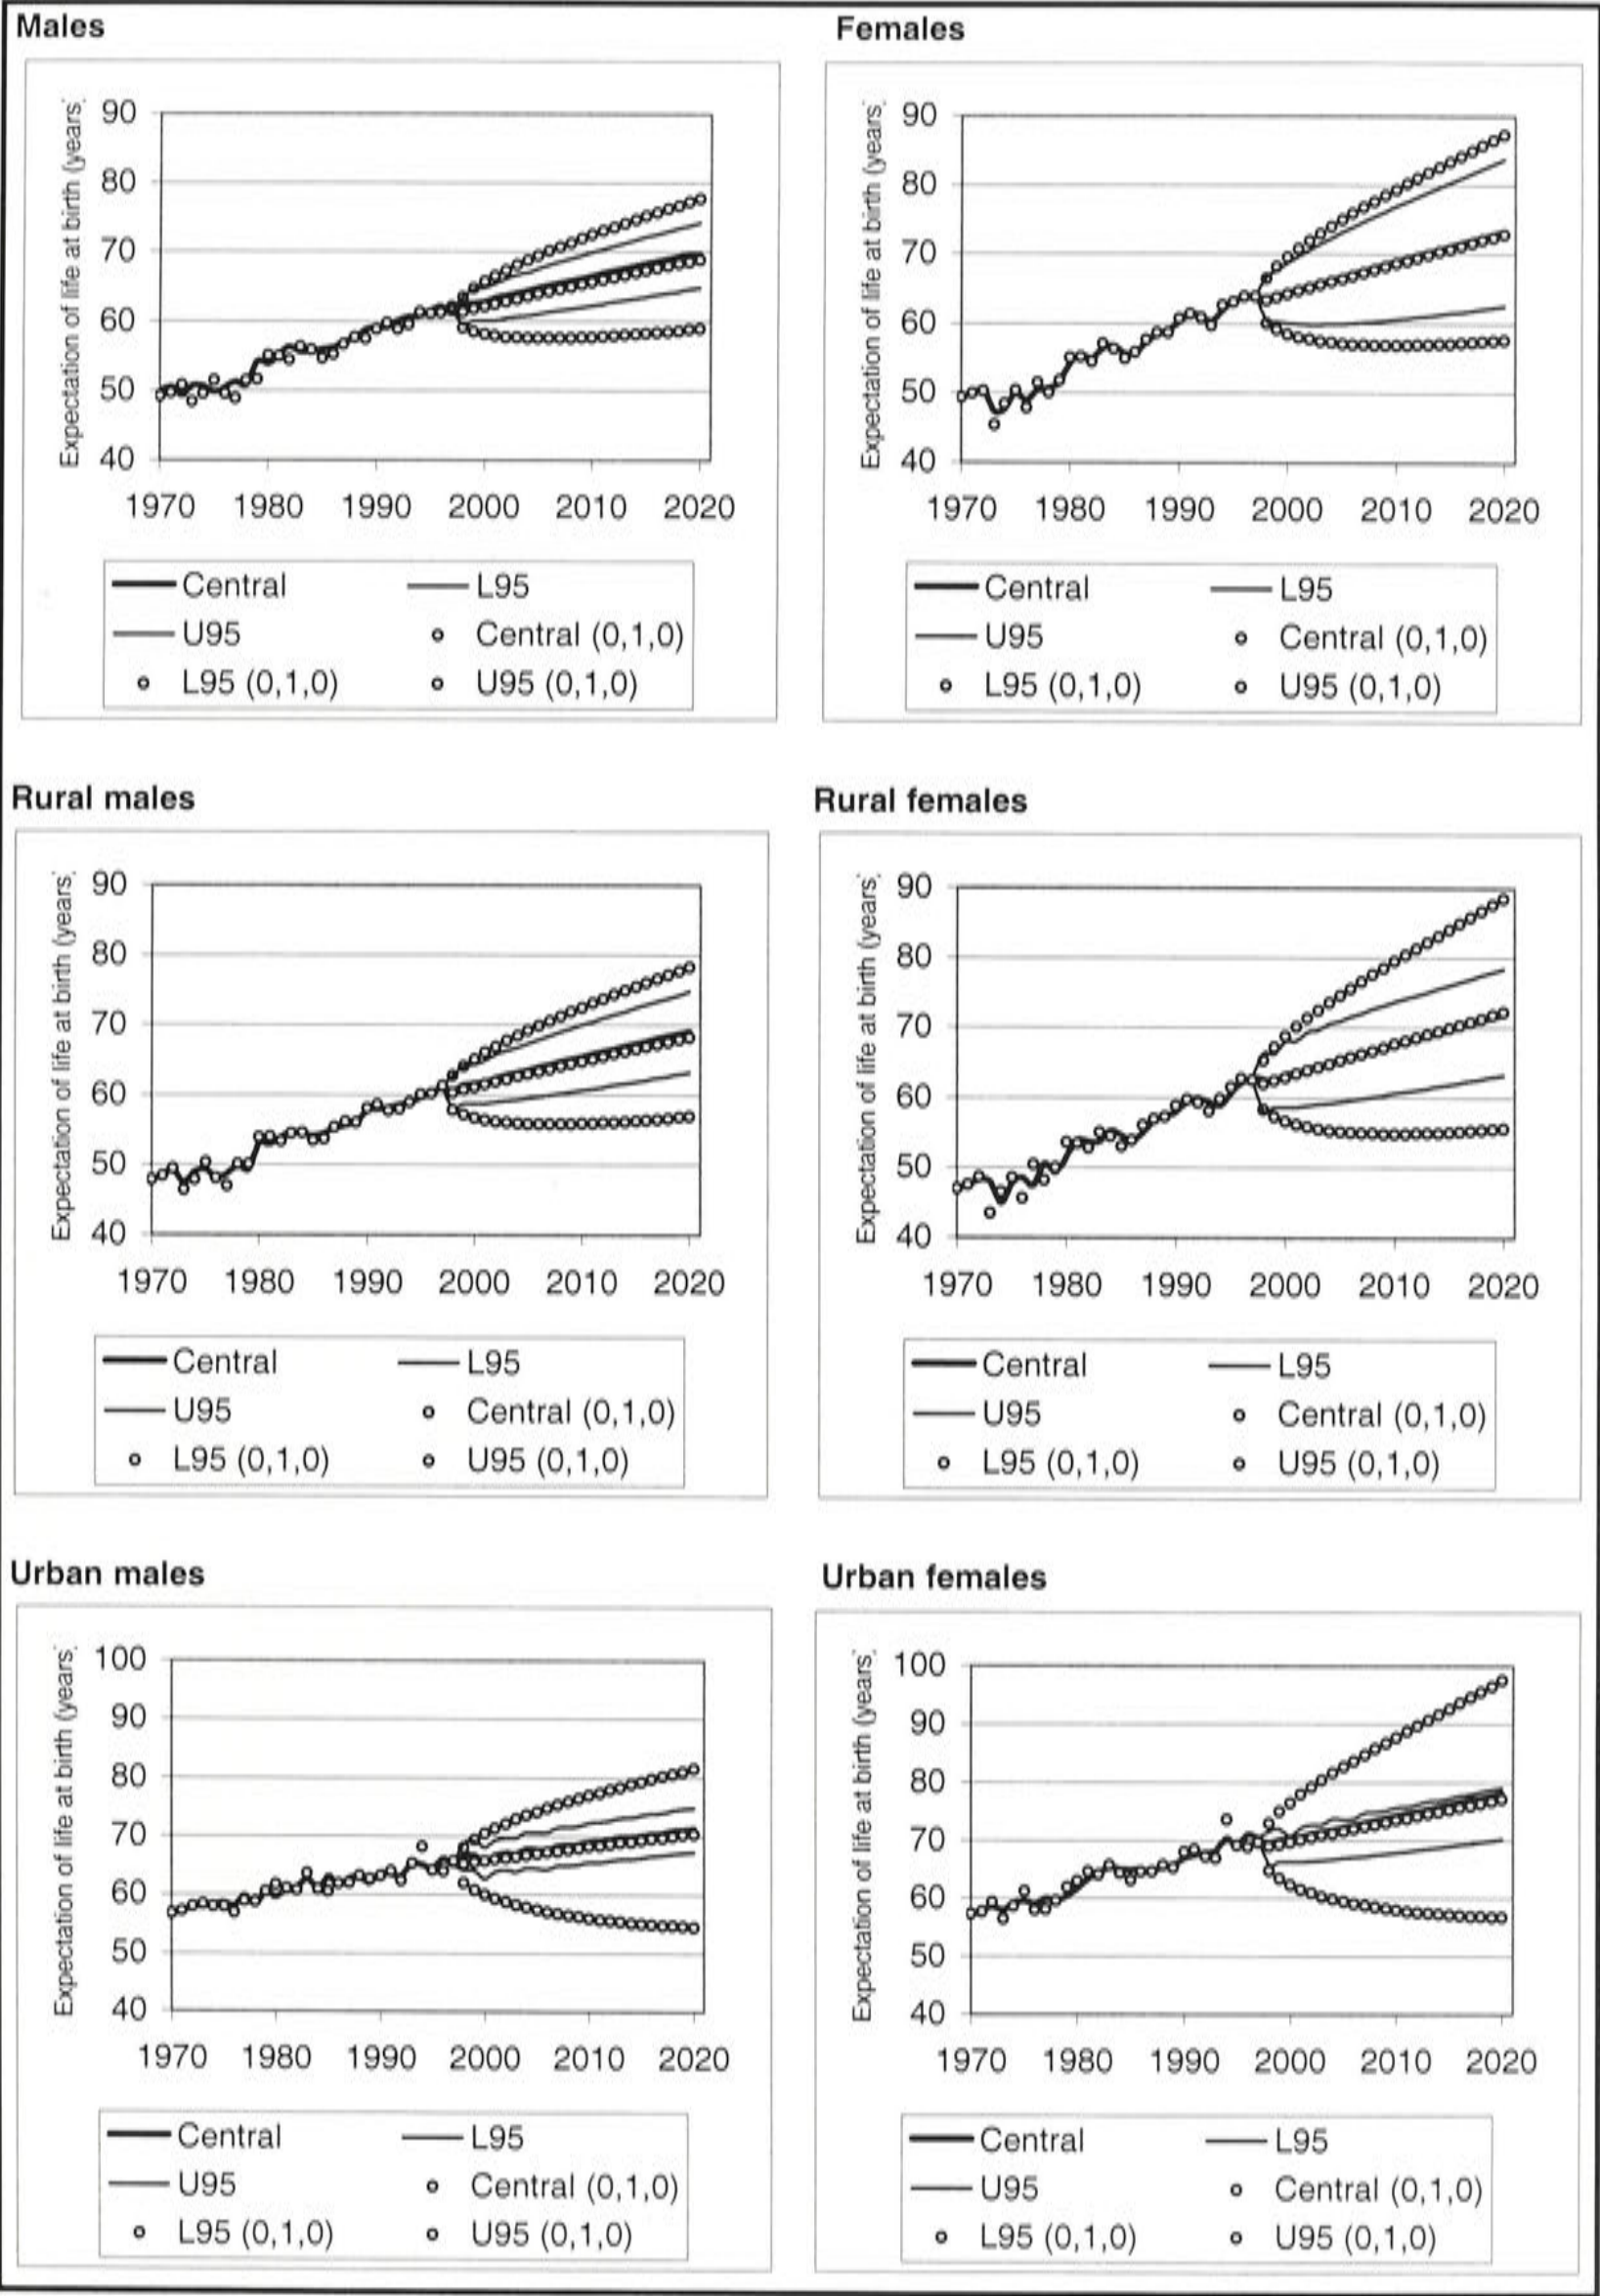 Males
Expectation of life at birth (years)
90
80
70
60
50
40
1970 1980 1990 2000 2010 2020
Central L95
U95 Central (0,1,0)
L95 (0,1,0) U95 (0,1,0)
Females
Expectation of life at birth (years)
90
80
70
60
50
40
1970 1980 1990 2000 2010 2020
Central L95
U95 Central (0,1,0)
L95 (0,1,0) U95 (0,1,0)
Rural males
Expectation of life at birth (years)
90
80
70
60
50
40
1970 1980 1990 2000 2010 2020
Central L95
U95 Central (0,1,0)
L95 (0,1,0) U95 (0,1,0)
Rural females
Expectation of life at birth (years)
90
80
70
60
50
40
1970 1980 1990 2000 2010 2020
Central L95
U95 Central (0,1,0)
L95 (0,1,0) U95 (0,1,0)
Urban males
Expectation of life at birth (years)
100
90
80
70
60
50
40
1970 1980 1990 2000 2010 2020
Central L95
U95 Central (0,1,0)
L95 (0,1,0) U95 (0,1,0)
Urban females
Expectation of life at birth (years)
100
90
80
70
60
50
40
1970 1980 1990 2000 2010 2020
Central L95
U95 Central (0,1,0)
L95 (0,1,0) U95 (0,1,0)